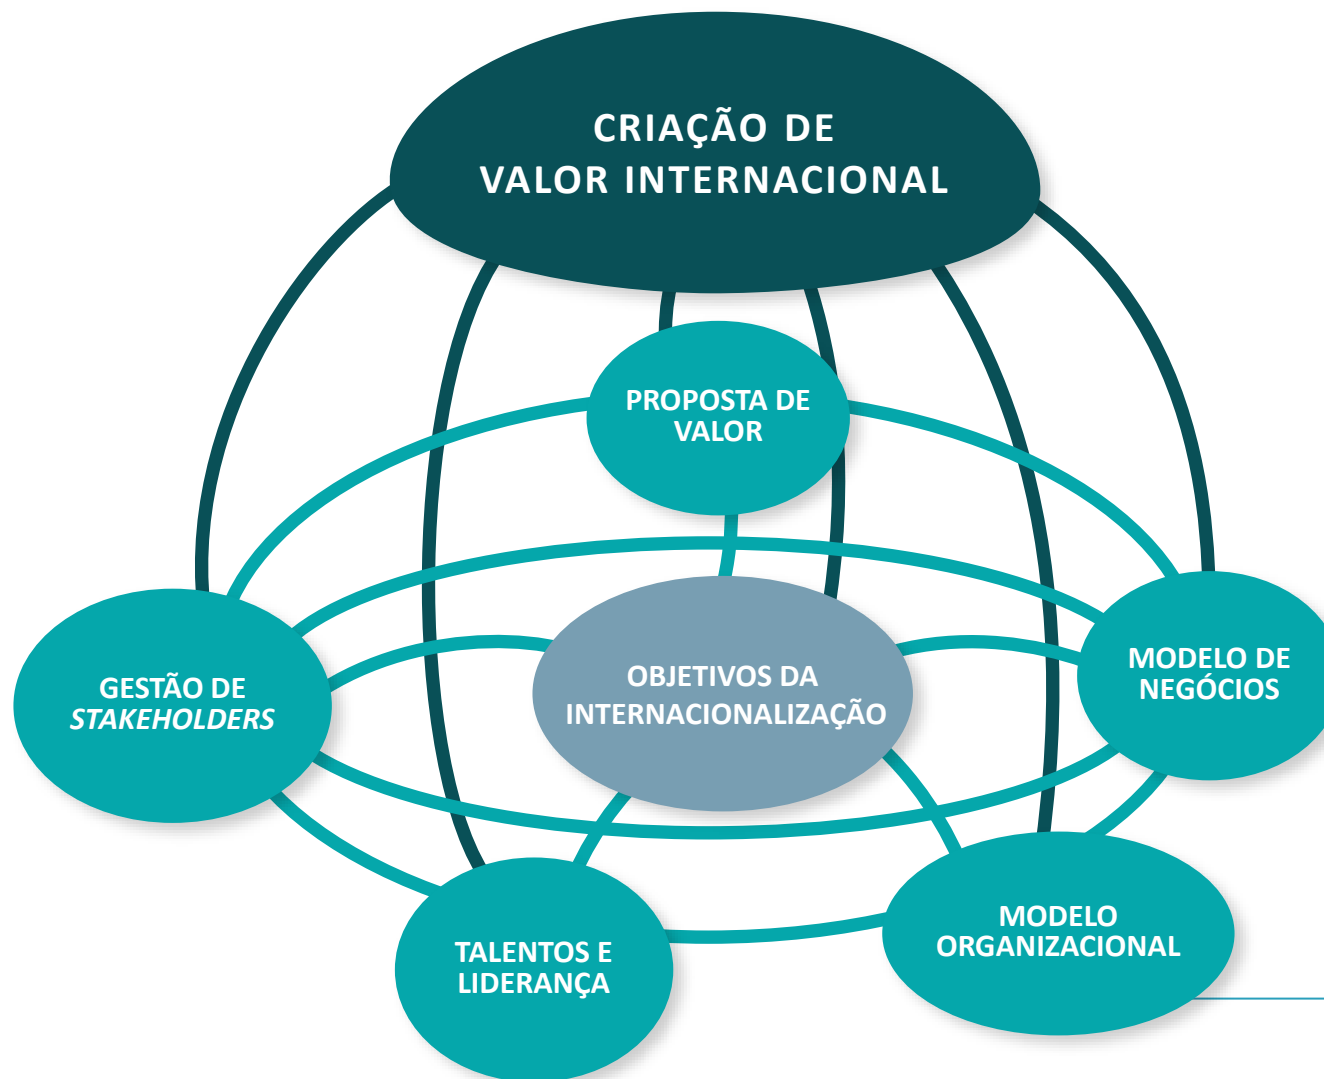 CRIAÇÃO DE
VALOR INTERNACIONAL
PROPOSTA DE
VALOR
GESTÃO DE
STAKEHOLDERS
OBJETIVOS DA
INTERNACIONALIZAÇÃO
MODELO DE
NEGÓCIOS
TALENTOS E
LIDERANÇA
MODELO
ORGANIZACIONAL